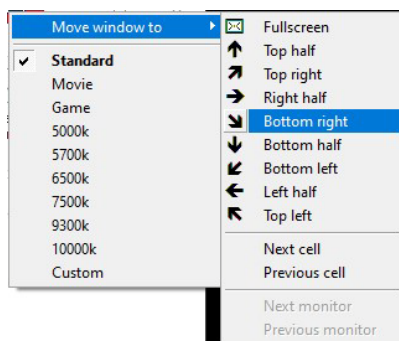 Move window to
Standard
Movie
Game
5000k
5700k
6500k
7500k
9300k
10000k
Custom
Fullscreen
Top half
Top right
Right half
Bottom right
Bottom half
Bottom left
Left half
Top left
Next cell
Previous cell
Next monitor
Previous monitor